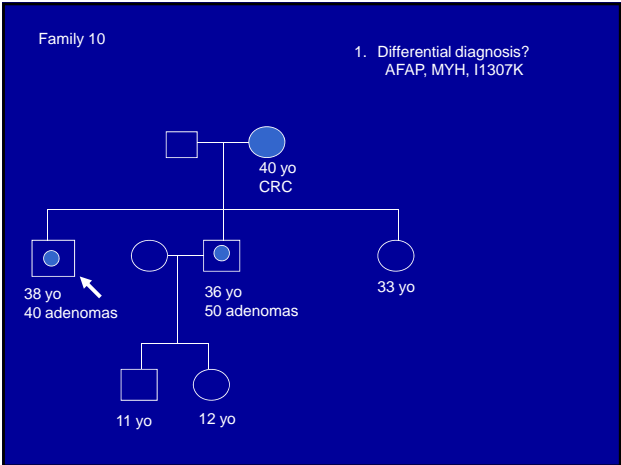 Family 10
1. Differential diagnosis?
AFAP, MYH, I1307K
40 yo
CRC
38 yo
40 adenomas
36 yo
50 adenomas
33 yo
11 yo
12 yo